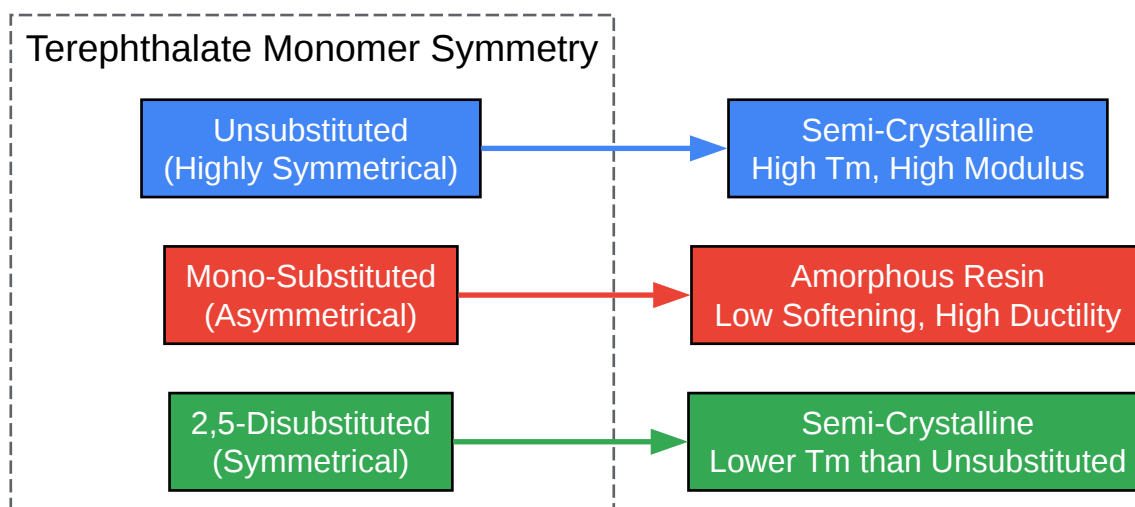 Terephthalate Monomer Symmetry
Unsubstituted
(Highly Symmetrical)
Semi-Crystalline
High Tm, High Modulus
Mono-Substituted
(Asymmetrical)
Amorphous Resin
Low Softening, High Ductility
2,5-Disubstituted
(Symmetrical)
Semi-Crystalline
Lower Tm than Unsubstituted